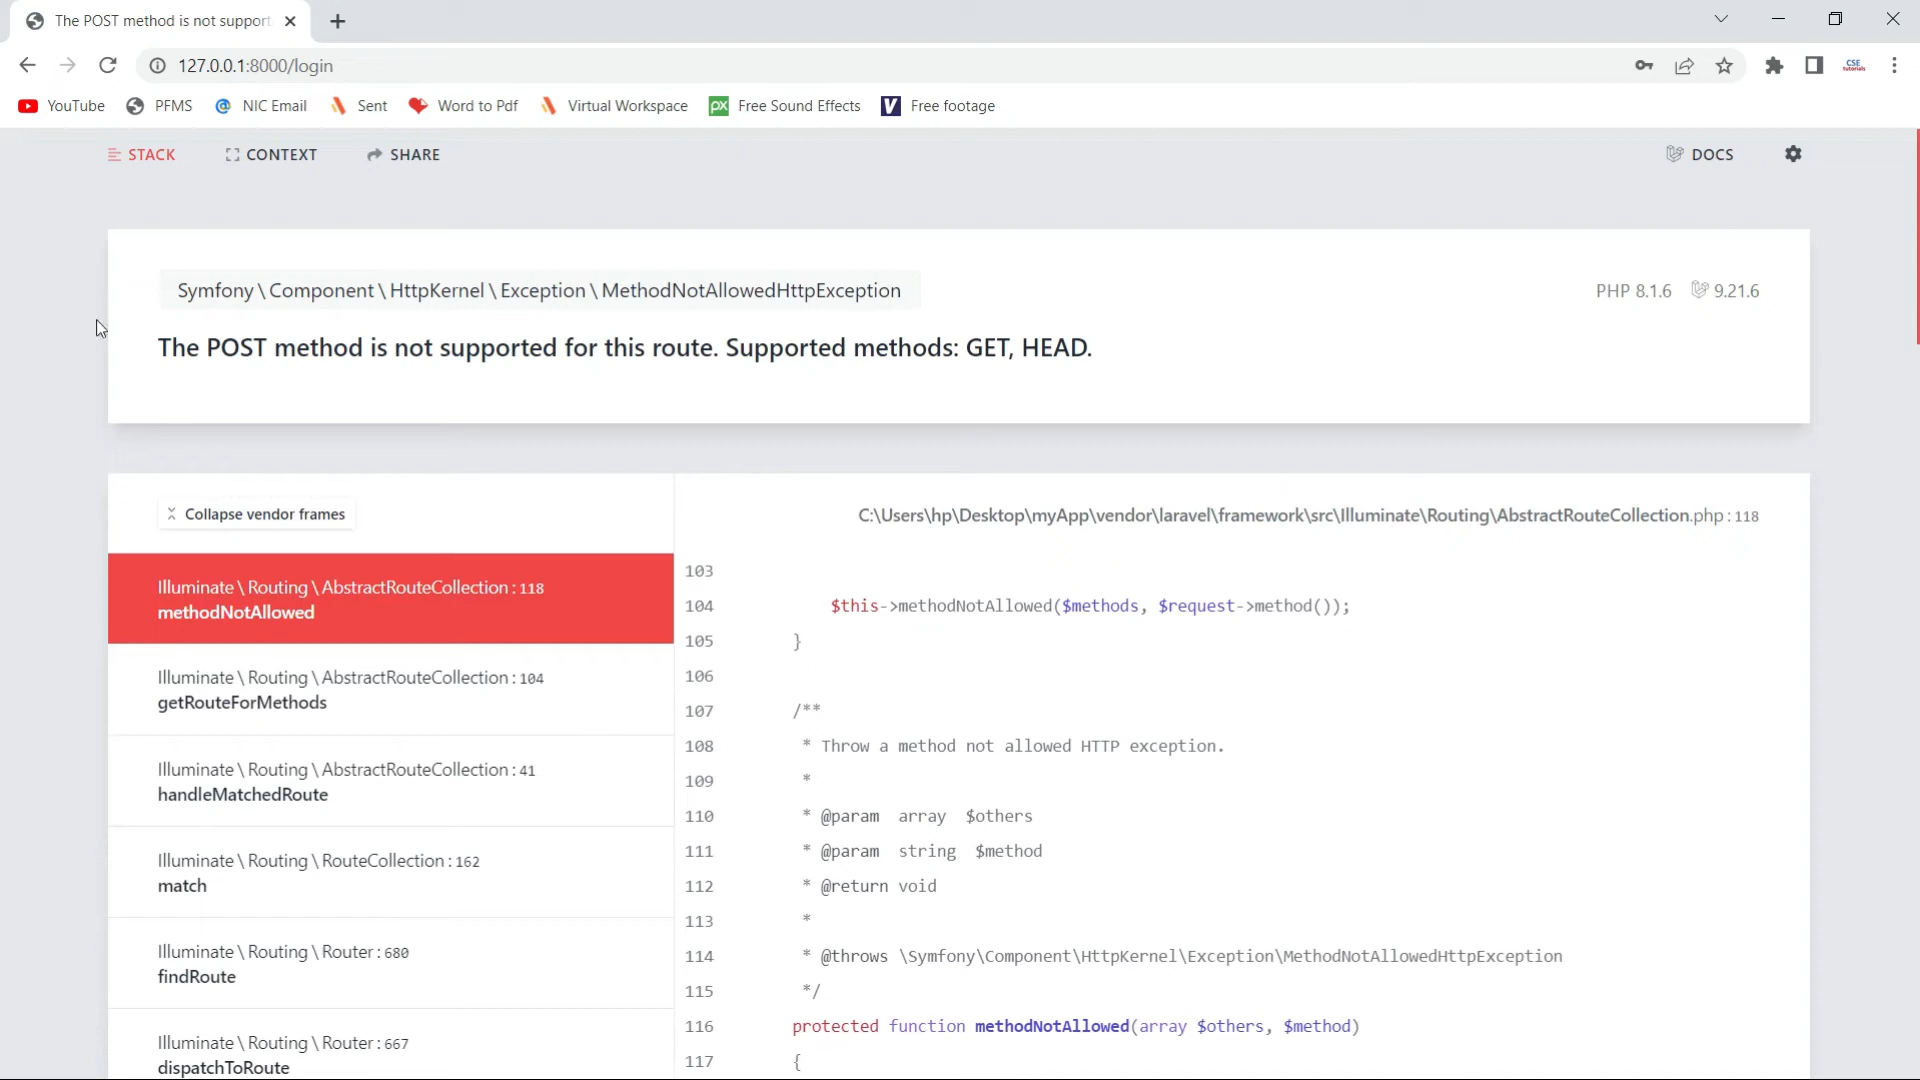 The POST method is not support
127.0.0.1:8000/login
CSE
tutorials
YouTube PFMS NIC Email Sent Word to Pdf Virtual Workspace px Free Sound Effects V Free footage
STACK CONTEXT SHARE DOCS
Symfony\Component\HttpKernel\Exception\MethodNotAllowedHttpException PHP 8.1.6 9.21.6
The POST method is not supported for this route. Supported methods: GET, HEAD.
Collapse vendor frames
Illuminate\Routing\AbstractRouteCollection:118
methodNotAllowed
Illuminate\Routing\AbstractRouteCollection:104
getRouteForMethods
Illuminate\Routing\AbstractRouteCollection:41
handleMatchedRoute
Illuminate\Routing\RouteCollection:162
match
Illuminate\Routing\Router:680
findRoute
Illuminate\Routing\Router:667
dispatchToRoute
C:\Users\hp\Desktop\myApp\vendor\laravel\framework\src\Illuminate\Routing\AbstractRouteCollection.php:118
103
104 $this->methodNotAllowed($methods, $request->method());
105 }
106
107 /**
108 * Throw a method not allowed HTTP exception.
109 *
110 * @param array $others
111 * @param string $method
112 * @return void
113 *
114 * @throws \Symfony\Component\HttpKernel\Exception\MethodNotAllowedHttpException
115 */
116 protected function methodNotAllowed(array $others, $method)
117 {